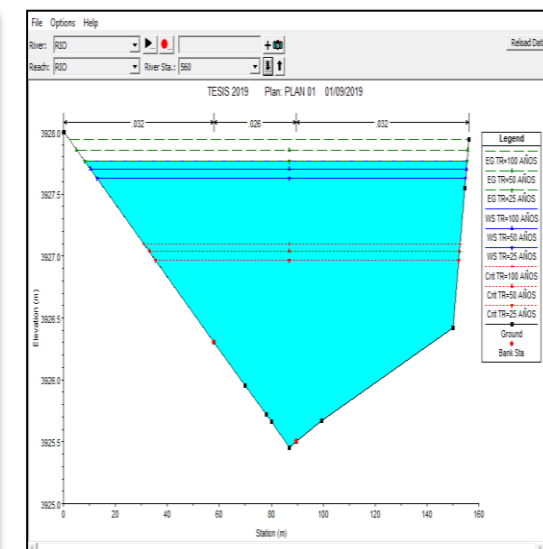 File Options Help
River: RIO
Reload Dat
Reach: RIO River Sta.: 560
TESIS 2019 Plan: PLAN 01 01/09/2019
.032 .026 .032
3928.0
3927.5
3927.0
3926.5
3926.0
3925.5
3925.0
Elevation (m)
0 20 40 60 80 100 120 140 160
Station (m)
Legend
EG TR=100 AÑOS
EG TR=50 AÑOS
EG TR=25 AÑOS
WS TR=100 AÑOS
WS TR=50 AÑOS
WS TR=25 AÑOS
Crit TR=100 AÑOS
Crit TR=50 AÑOS
Crit TR=25 AÑOS
Ground
Bank Sta